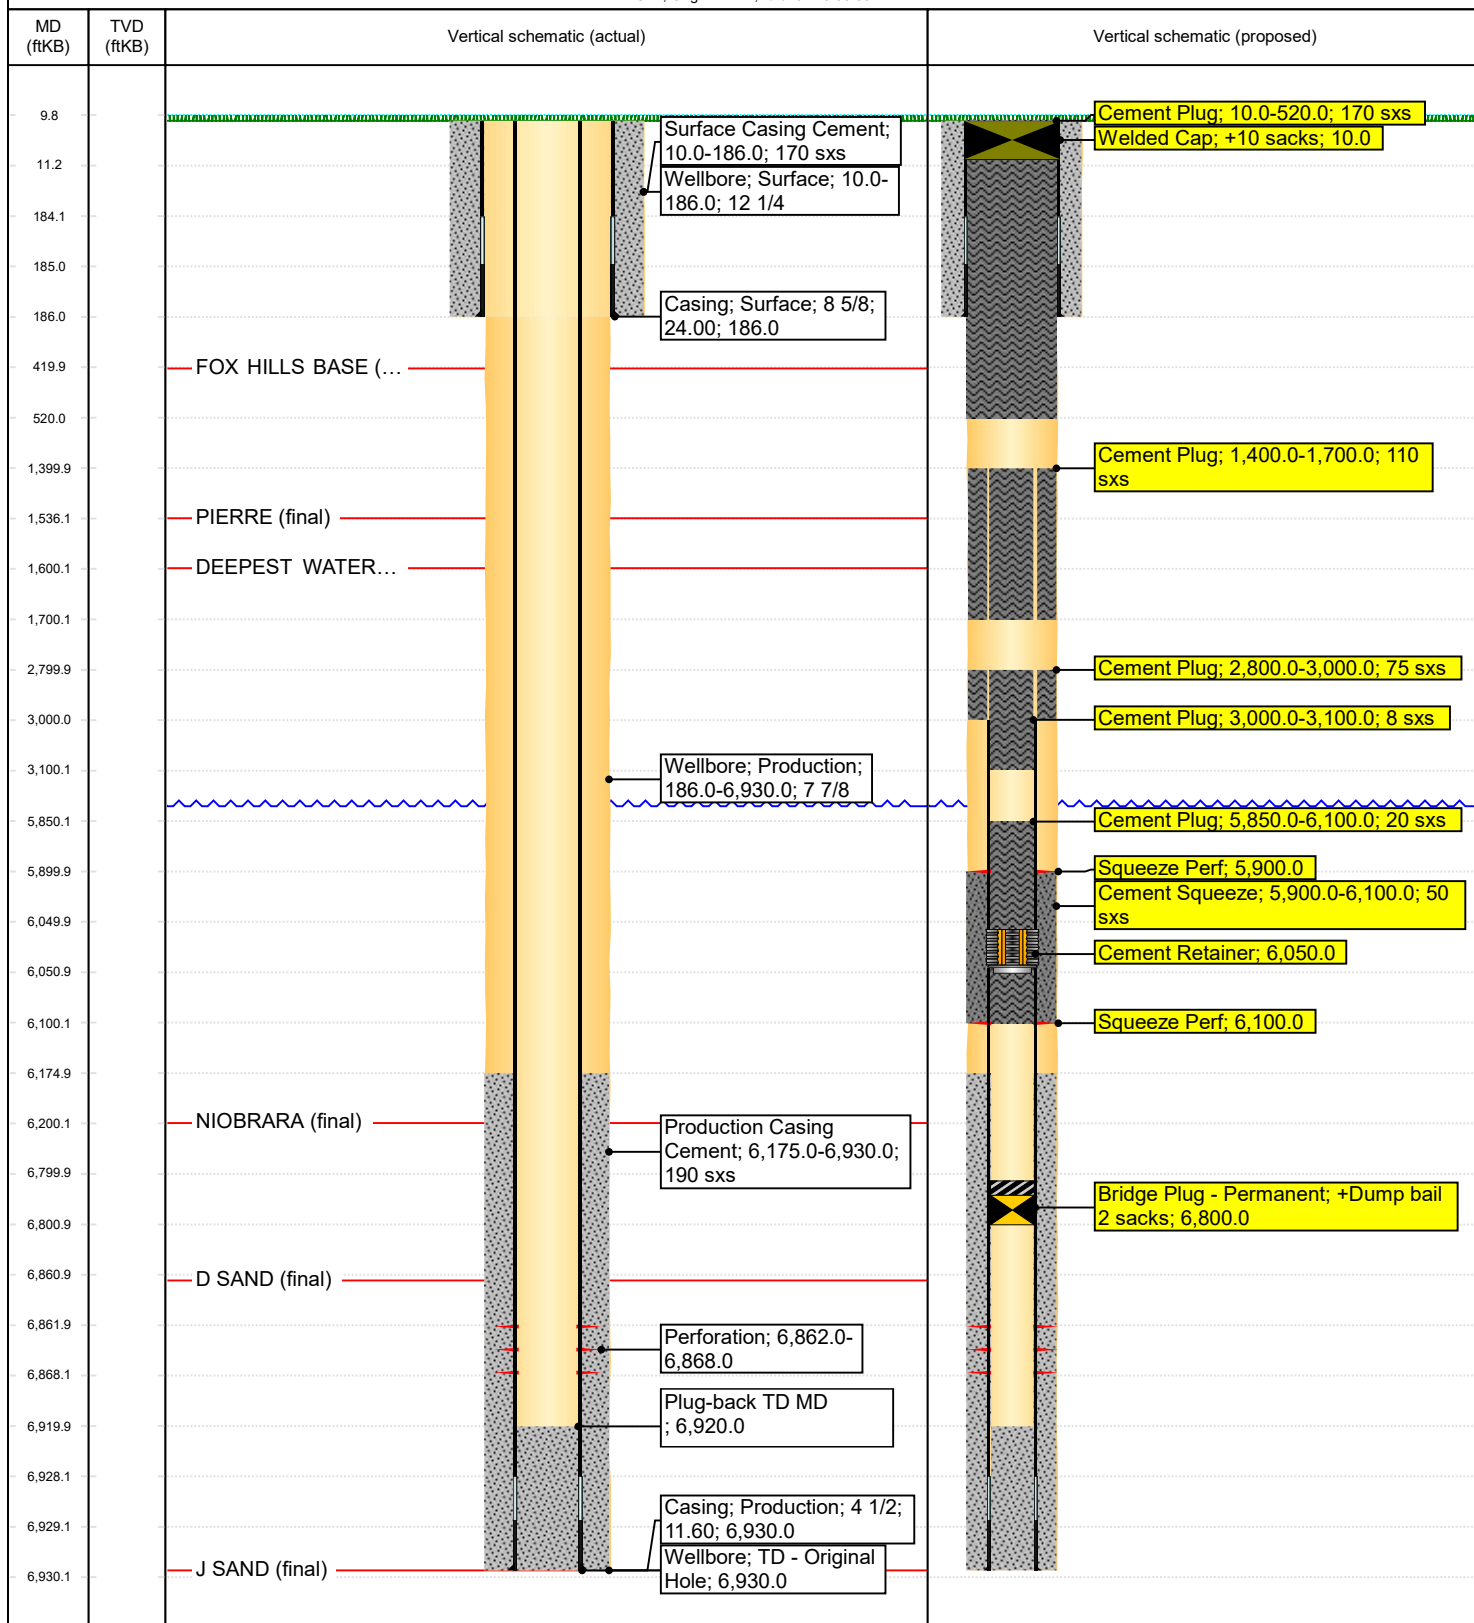 MD
(ftKB)
TVD
(ftKB)
Vertical schematic (actual)
Vertical schematic (proposed)
9.8
11.2
184.1
185.0
186.0
419.9
520.0
1,399.9
1,536.1
1,600.1
1,700.1
2,799.9
3,000.0
3,100.1
5,850.1
5,899.9
6,049.9
6,050.9
6,100.1
6,174.9
6,200.1
6,799.9
6,800.9
6,860.9
6,861.9
6,868.1
6,919.9
6,928.1
6,929.1
6,930.1
FOX HILLS BASE (…
PIERRE (final)
DEEPEST WATER…
NIOBRARA (final)
D SAND (final)
J SAND (final)
Surface Casing Cement;
10.0-186.0; 170 sxs
Wellbore; Surface; 10.0-
186.0; 12 1/4
Casing; Surface; 8 5/8;
24.00; 186.0
Wellbore; Production;
186.0-6,930.0; 7 7/8
Production Casing
Cement; 6,175.0-6,930.0;
190 sxs
Perforation; 6,862.0-
6,868.0
Plug-back TD MD
; 6,920.0
Casing; Production; 4 1/2;
11.60; 6,930.0
Wellbore; TD - Original
Hole; 6,930.0
Cement Plug; 10.0-520.0; 170 sxs
Welded Cap; +10 sacks; 10.0
Cement Plug; 1,400.0-1,700.0; 110
sxs
Cement Plug; 2,800.0-3,000.0; 75 sxs
Cement Plug; 3,000.0-3,100.0; 8 sxs
Cement Plug; 5,850.0-6,100.0; 20 sxs
Squeeze Perf; 5,900.0
Cement Squeeze; 5,900.0-6,100.0; 50
sxs
Cement Retainer; 6,050.0
Squeeze Perf; 6,100.0
Bridge Plug - Permanent; +Dump bail
2 sacks; 6,800.0